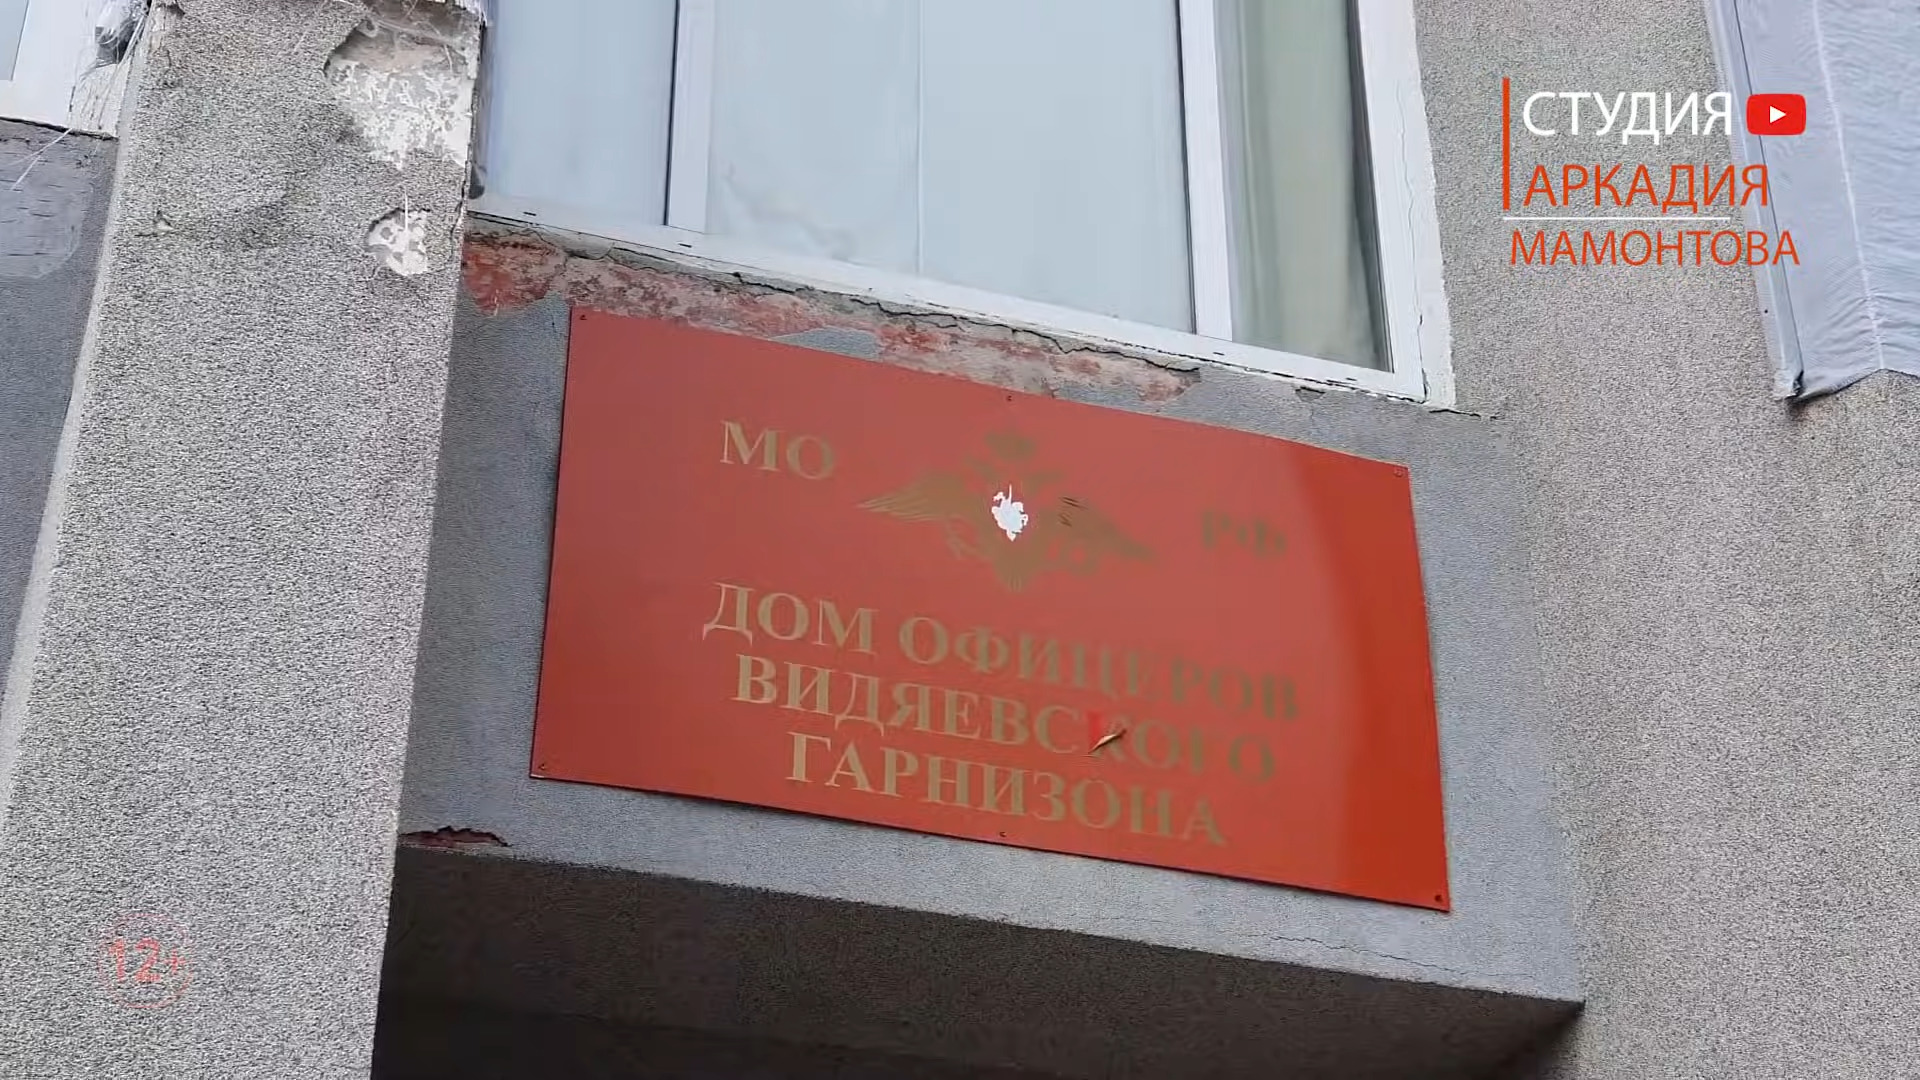 СТУДИЯ
АРКАДИЯ
МАМОНТОВА
МО РФ
ДОМ ОФИЦЕРОВ
ВИДЯЕВСКОГО
ГАРНИЗОНА
12+